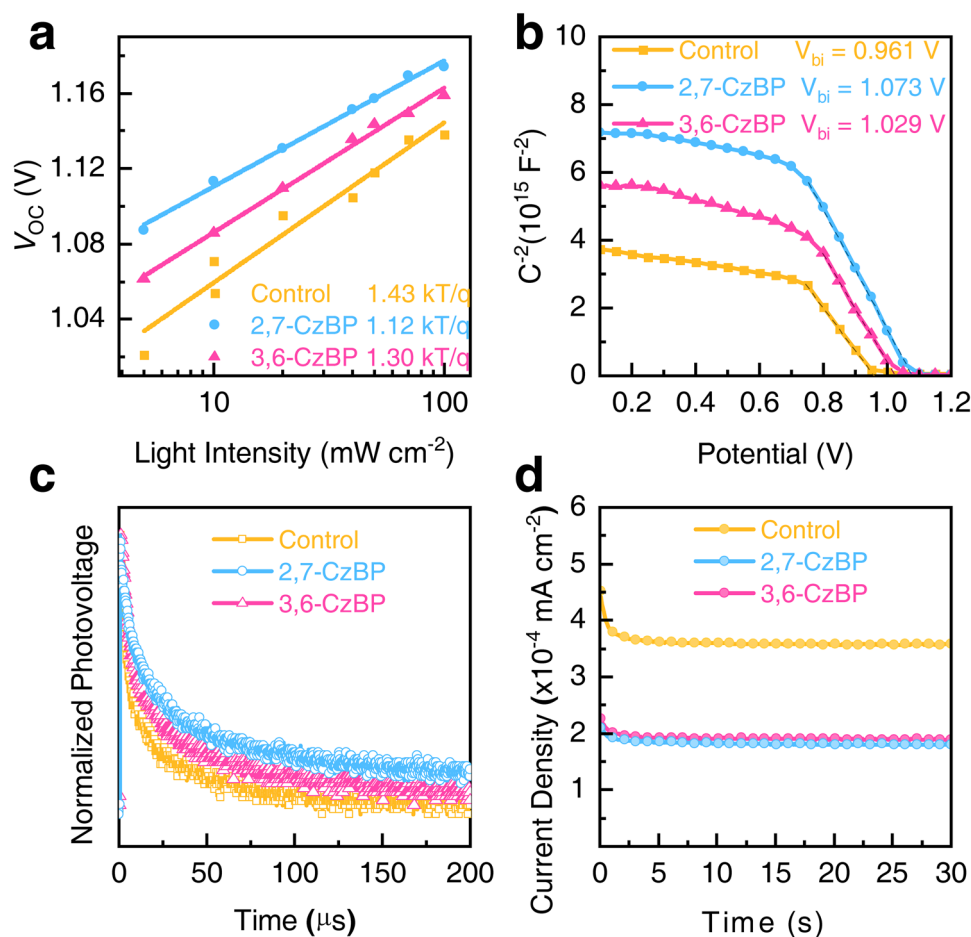 a
V_OC (V)
1.16
1.12
1.08
1.04
Control 1.43 kT/q
2,7-CzBP 1.12 kT/q
3,6-CzBP 1.30 kT/q
10
100
Light Intensity (mW cm⁻²)
b
C⁻²(10¹⁵ F⁻²)
10
8
6
4
2
0
Control V_bi = 0.961 V
2,7-CzBP V_bi = 1.073 V
3,6-CzBP V_bi = 1.029 V
0.2 0.4 0.6 0.8 1.0 1.2
Potential (V)
c
Normalized Photovoltage
Control
2,7-CzBP
3,6-CzBP
0 50 100 150 200
Time (μs)
d
Current Density (x10⁻⁴ mA cm⁻²)
6
5
4
3
2
1
Control
2,7-CzBP
3,6-CzBP
0 5 10 15 20 25 30
Time (s)